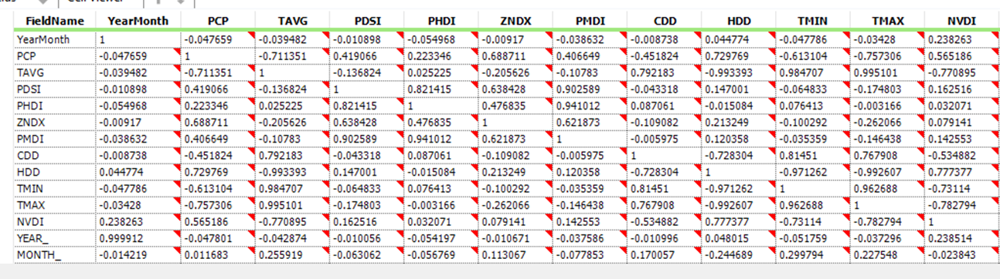 FieldName YearMonth PCP TAVG PDSI PHDI ZNDX PMDI CDD HDD TMIN TMAX NVDI
YearMonth 1 -0.047659 -0.039482 -0.010898 -0.054968 -0.00917 -0.038632 -0.008738 0.044774 -0.047786 -0.03428 0.238263
PCP -0.047659 1 -0.711351 0.419066 0.223346 0.688711 0.406649 -0.451824 0.729769 -0.613104 -0.757306 0.565186
TAVG -0.039482 -0.711351 1 -0.136824 0.025225 -0.205626 -0.10783 0.792183 -0.993393 0.984707 0.995101 -0.770895
PDSI -0.010898 0.419066 -0.136824 1 0.821415 0.638428 0.902589 -0.043318 0.147001 -0.064833 -0.174803 0.162516
PHDI -0.054968 0.223346 0.025225 0.821415 1 0.476835 0.941012 0.087061 -0.015084 0.076413 -0.003166 0.032071
ZNDX -0.00917 0.688711 -0.205626 0.638428 0.476835 1 0.621873 -0.109082 0.213249 -0.100292 -0.262066 0.079141
PMDI -0.038632 0.406649 -0.10783 0.902589 0.941012 0.621873 1 -0.005975 0.120358 -0.035359 -0.146438 0.142553
CDD -0.008738 -0.451824 0.792183 -0.043318 0.087061 -0.109082 -0.005975 1 -0.728304 0.81451 0.767908 -0.534882
HDD 0.044774 0.729769 -0.993393 0.147001 -0.015084 0.213249 0.120358 -0.728304 1 -0.971262 -0.992607 0.777377
TMIN -0.047786 -0.613104 0.984707 -0.064833 0.076413 -0.100292 -0.035359 0.81451 -0.971262 1 0.962688 -0.73114
TMAX -0.03428 -0.757306 0.995101 -0.174803 -0.003166 -0.262066 -0.146438 0.767908 -0.992607 0.962688 1 -0.782794
NVDI 0.238263 0.565186 -0.770895 0.162516 0.032071 0.079141 0.142553 -0.534882 0.777377 -0.73114 -0.782794 1
YEAR_ 0.999912 -0.047801 -0.042874 -0.010056 -0.054197 -0.010671 -0.037586 -0.010996 0.048015 -0.051759 -0.037296 0.238514
MONTH_ -0.014219 0.011683 0.255919 -0.063062 -0.056769 0.113067 -0.077853 0.170057 -0.244689 0.299794 0.227548 -0.023843